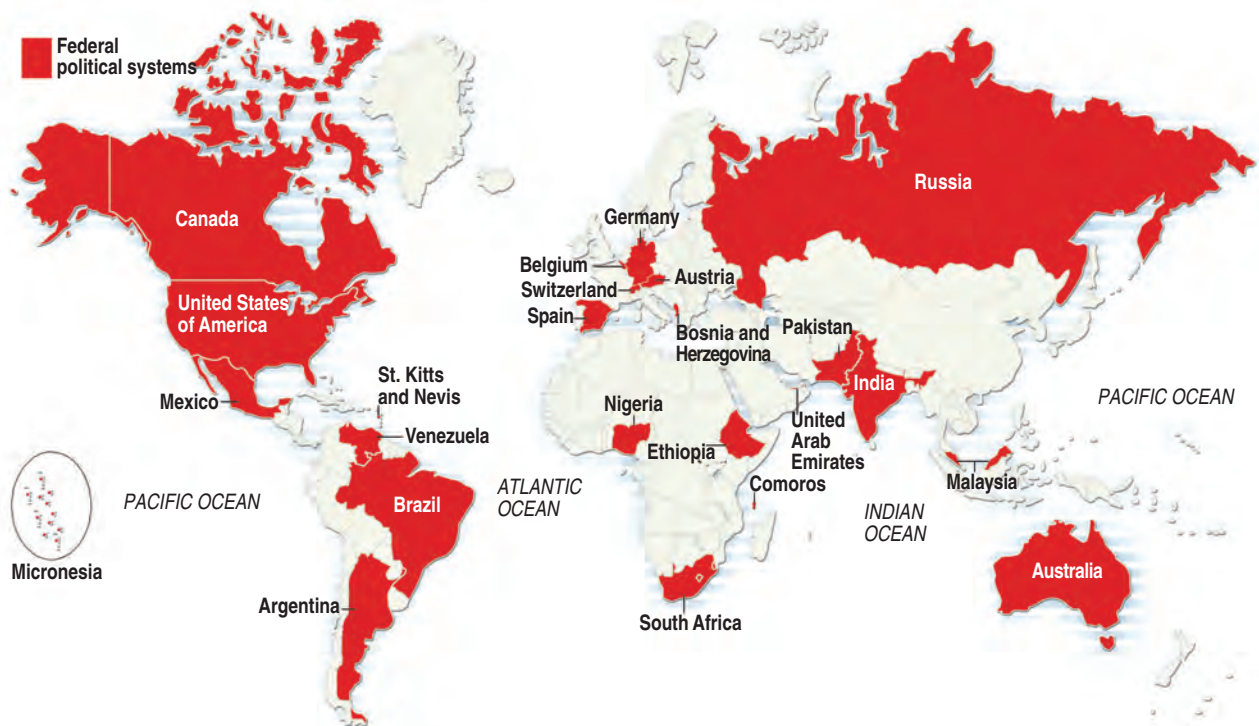 Federal
political systems
Canada
United States
of America
Mexico
St. Kitts
and Nevis
Venezuela
Brazil
Argentina
Micronesia
PACIFIC OCEAN
ATLANTIC
OCEAN
Germany
Belgium
Switzerland
Austria
Spain
Bosnia and
Herzegovina
Russia
Pakistan
India
Nigeria
Ethiopia
United
Arab
Emirates
Comoros
Malaysia
INDIAN
OCEAN
PACIFIC OCEAN
South Africa
Australia